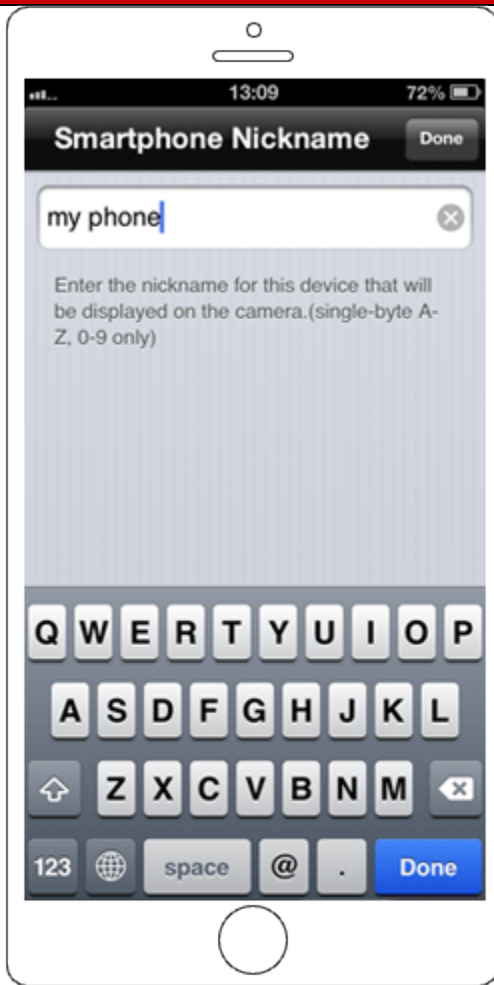 13:09 72%
Smartphone Nickname Done
my phone
Enter the nickname for this device that will
be displayed on the camera.(single-byte A-
Z, 0-9 only)
Q W E R T Y U I O P
A S D F G H J K L
Z X C V B N M
123 space @ . Done